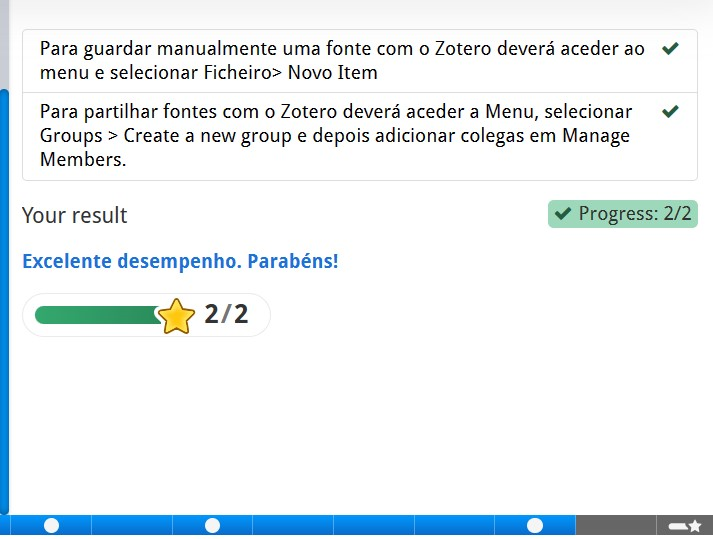 Para guardar manualmente uma fonte com o Zotero deverá aceder ao
menu e selecionar Ficheiro> Novo Item
Para partilhar fontes com o Zotero deverá aceder a Menu, selecionar
Groups > Create a new group e depois adicionar colegas em Manage
Members.
Your result
Progress: 2/2
Excelente desempenho. Parabéns!
2/2